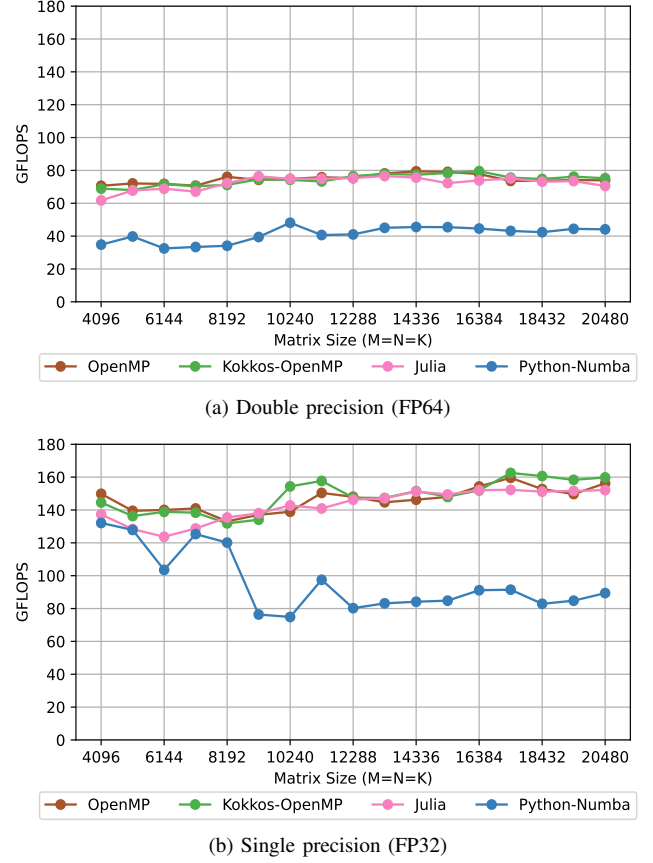 180
160
140
120
100
80
60
40
20
0
GFLOPS
4096 6144 8192 10240 12288 14336 16384 18432 20480
Matrix Size (M=N=K)
OpenMP Kokkos-OpenMP Julia Python-Numba
(a) Double precision (FP64)
180
160
140
120
100
80
60
40
20
0
GFLOPS
4096 6144 8192 10240 12288 14336 16384 18432 20480
Matrix Size (M=N=K)
OpenMP Kokkos-OpenMP Julia Python-Numba
(b) Single precision (FP32)